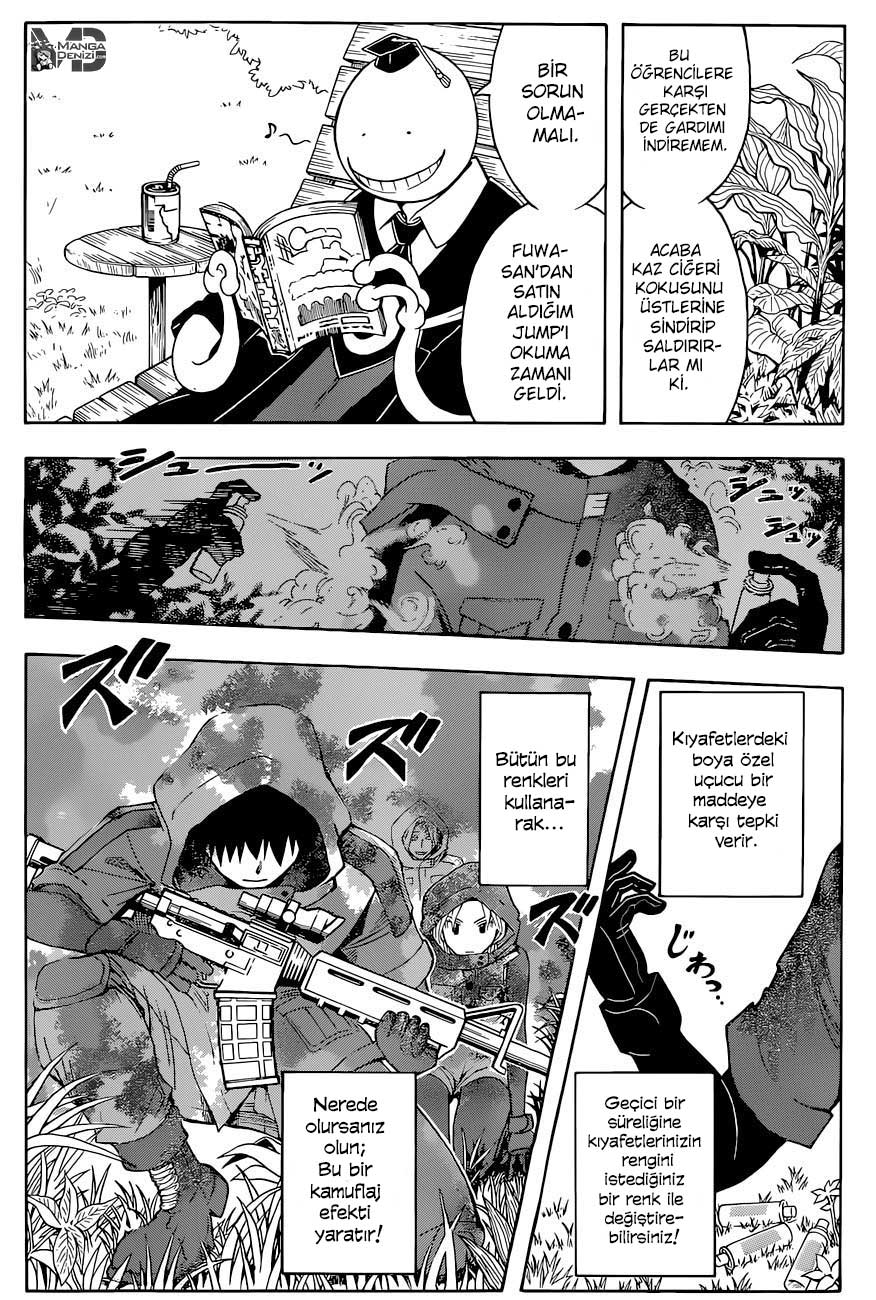 MANGA
DENİZİ
BU
ÖĞRENCİLERE
KARŞI
GERÇEKTEN
DE GARDIMI
İNDİREMEM.
ACABA
KAZ CİĞERİ
KOKUSUNU
ÜSTLERİNE
SİNDİRİP
SALDIRIR-
LAR MI
Kİ.
BİR
SORUN
OLMA-
MALI.
FUWA-
SAN'DAN
SATIN
ALDIĞIM
JUMP'I
OKUMA
ZAMANI
GELDİ.
シュッ
シュッ
シューーッ
Kıyafetlerdeki
boya özel
uçucu bir
maddeye
karşı tepki
verir.
じわっ..
Geçici bir
süreliğine
kıyafetlerinizin
rengini
istediğiniz
bir renk ile
değiştire-
bilirsiniz!
Bütün bu
renkleri
kullana-
rak...
ズ
ズ
ズ
Nerede
olursanız
olun;
Bu bir
kamuflaj
efekti
yaratır!